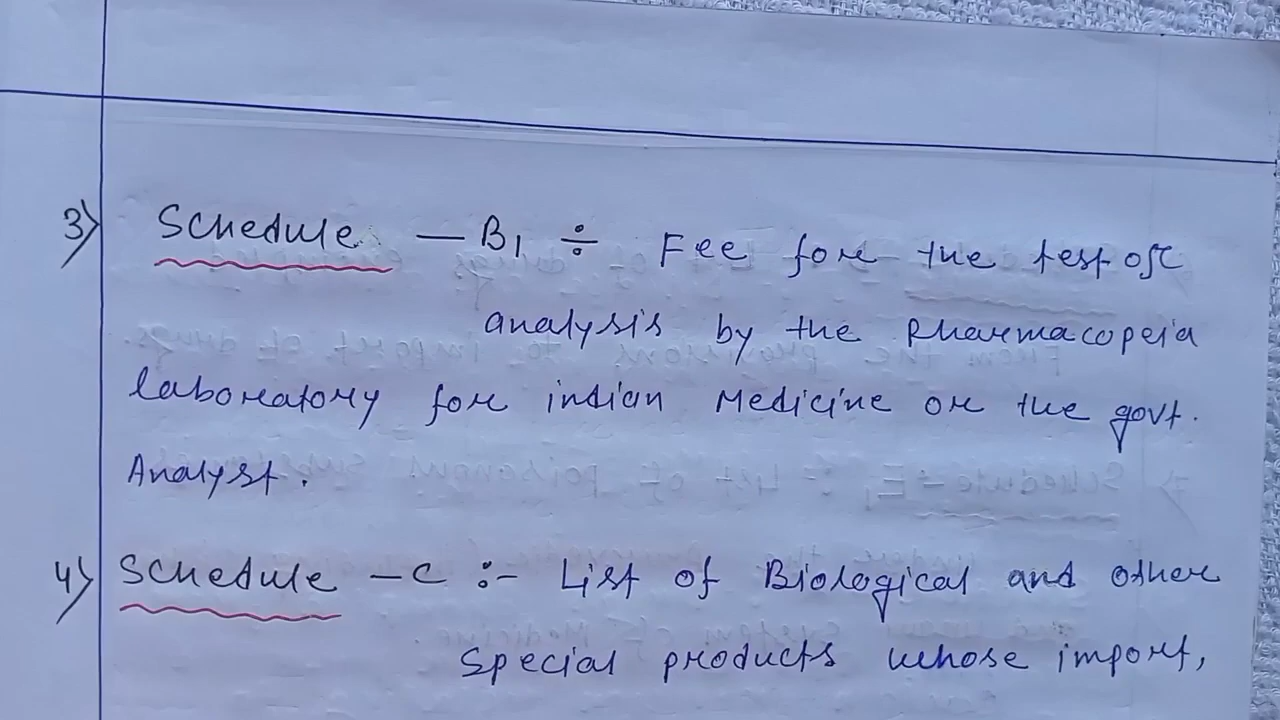 3) Schedule - B1 ÷ Fee for the test or
analysis by the Pharmacopeia
laboratory for indian Medicine or the govt.
Analyst.
4) Schedule - C :- List of Biological and other
Special products whose import,